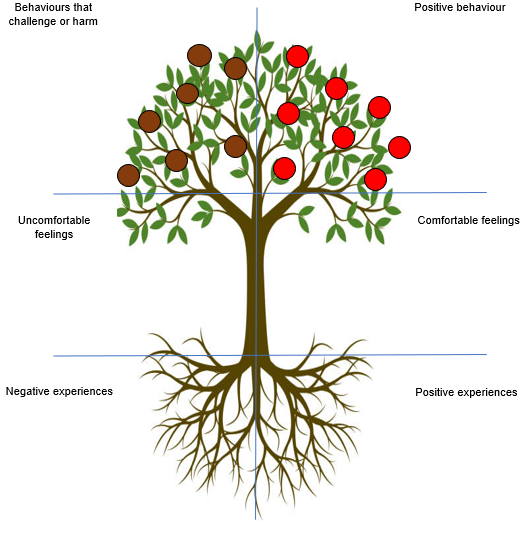 Behaviours that
challenge or harm
Positive behaviour
Uncomfortable
feelings
Comfortable feelings
Negative experiences
Positive experiences